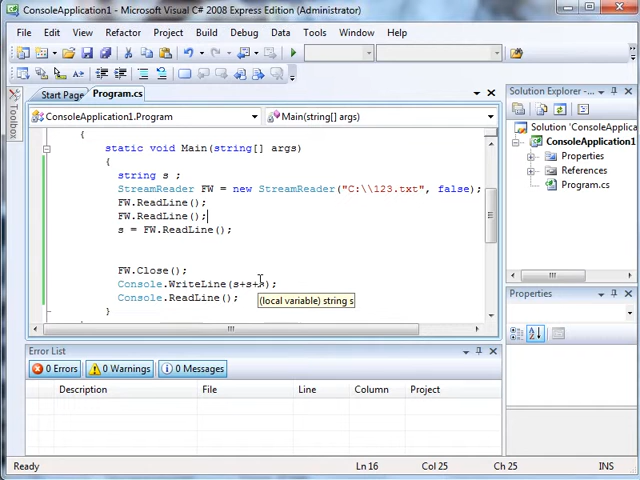 ConsoleApplication1 - Microsoft Visual C# 2008 Express Edition (Administrator)
File Edit View Refactor Project Build Debug Data Tools Window Help
Start Page Program.cs
Toolbox
ConsoleApplication1.Program Main(string[] args)
{
static void Main(string[] args)
{
string s ;
StreamReader FW = new StreamReader("C:\\123.txt", false);
FW.ReadLine();
FW.ReadLine();
s = FW.ReadLine();
FW.Close();
Console.WriteLine(s+s+s);
Console.ReadLine();
(local variable) string s
}
Error List
0 Errors 0 Warnings 0 Messages
Description File Line Column Project
Solution Explorer -
Solution 'ConsoleApplic
ConsoleApplication1
Properties
References
Program.cs
Properties
Ready Ln 16 Col 25 Ch 25 INS